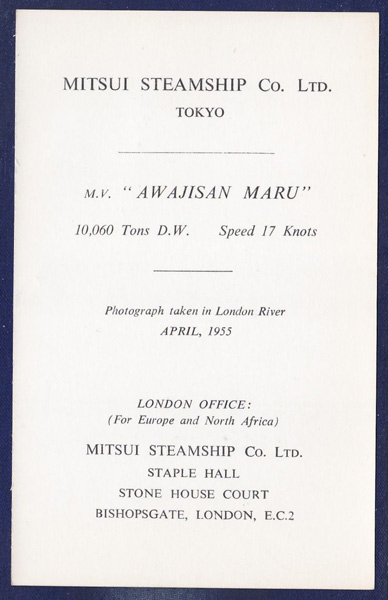 MITSUI STEAMSHIP Co. LTD.
TOKYO
M.V. "AWAJISAN MARU"
10,060 Tons D.W. Speed 17 Knots
Photograph taken in London River
APRIL, 1955
LONDON OFFICE:
(For Europe and North Africa)
MITSUI STEAMSHIP Co. LTD.
STAPLE HALL
STONE HOUSE COURT
BISHOPSGATE, LONDON, E.C.2